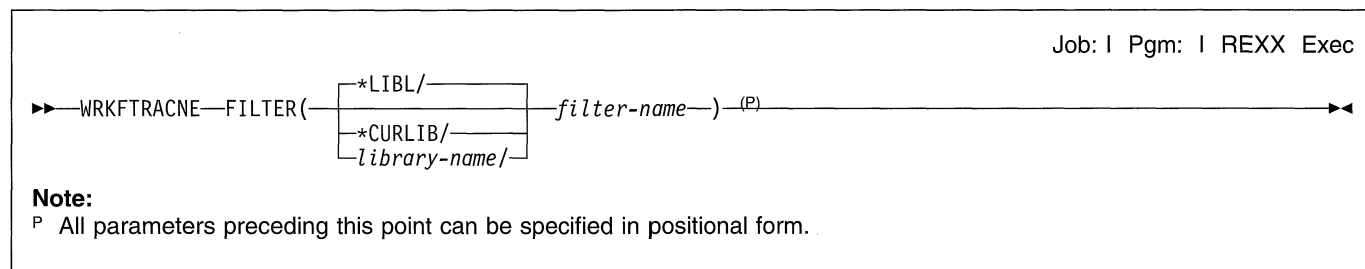 Job: I Pgm: I REXX Exec
*LIBL/
WRKFTRACNE FILTER( filter-name ) (P)
*CURLIB/
library-name/
Note:
P All parameters preceding this point can be specified in positional form.